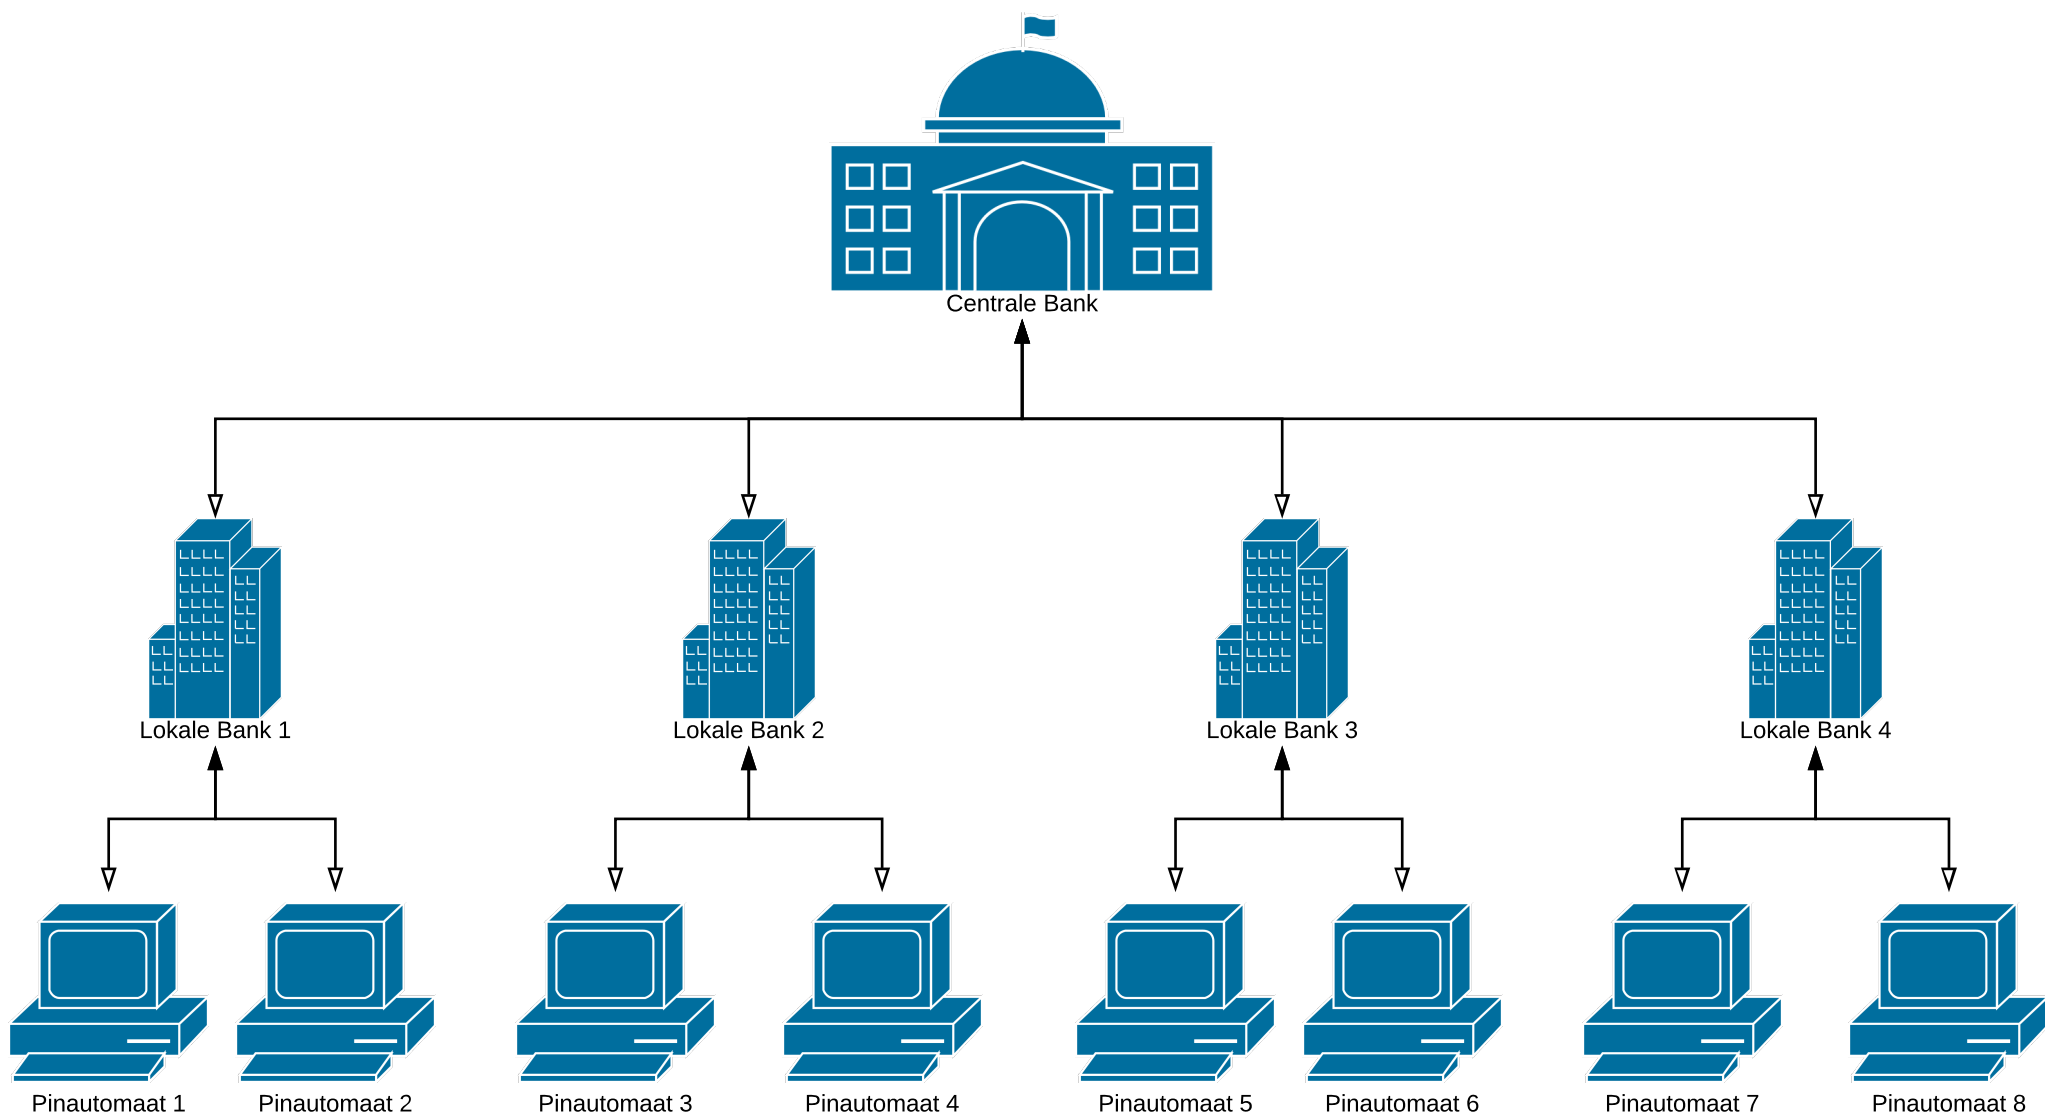 Centrale Bank
Lokale Bank 1
Lokale Bank 2
Lokale Bank 3
Lokale Bank 4
Pinautomaat 1
Pinautomaat 2
Pinautomaat 3
Pinautomaat 4
Pinautomaat 5
Pinautomaat 6
Pinautomaat 7
Pinautomaat 8